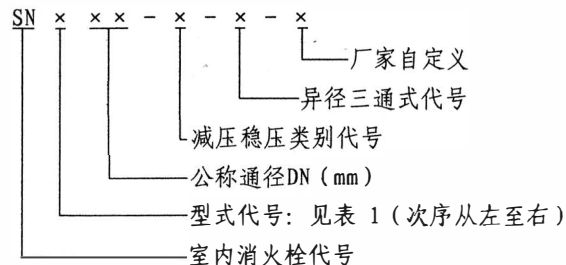 SN × ×× - × - × - ×
厂家自定义
异径三通式代号
减压稳压类别代号
公称通径DN（mm）
型式代号: 见表 1（次序从左至右）
室内消火栓代号